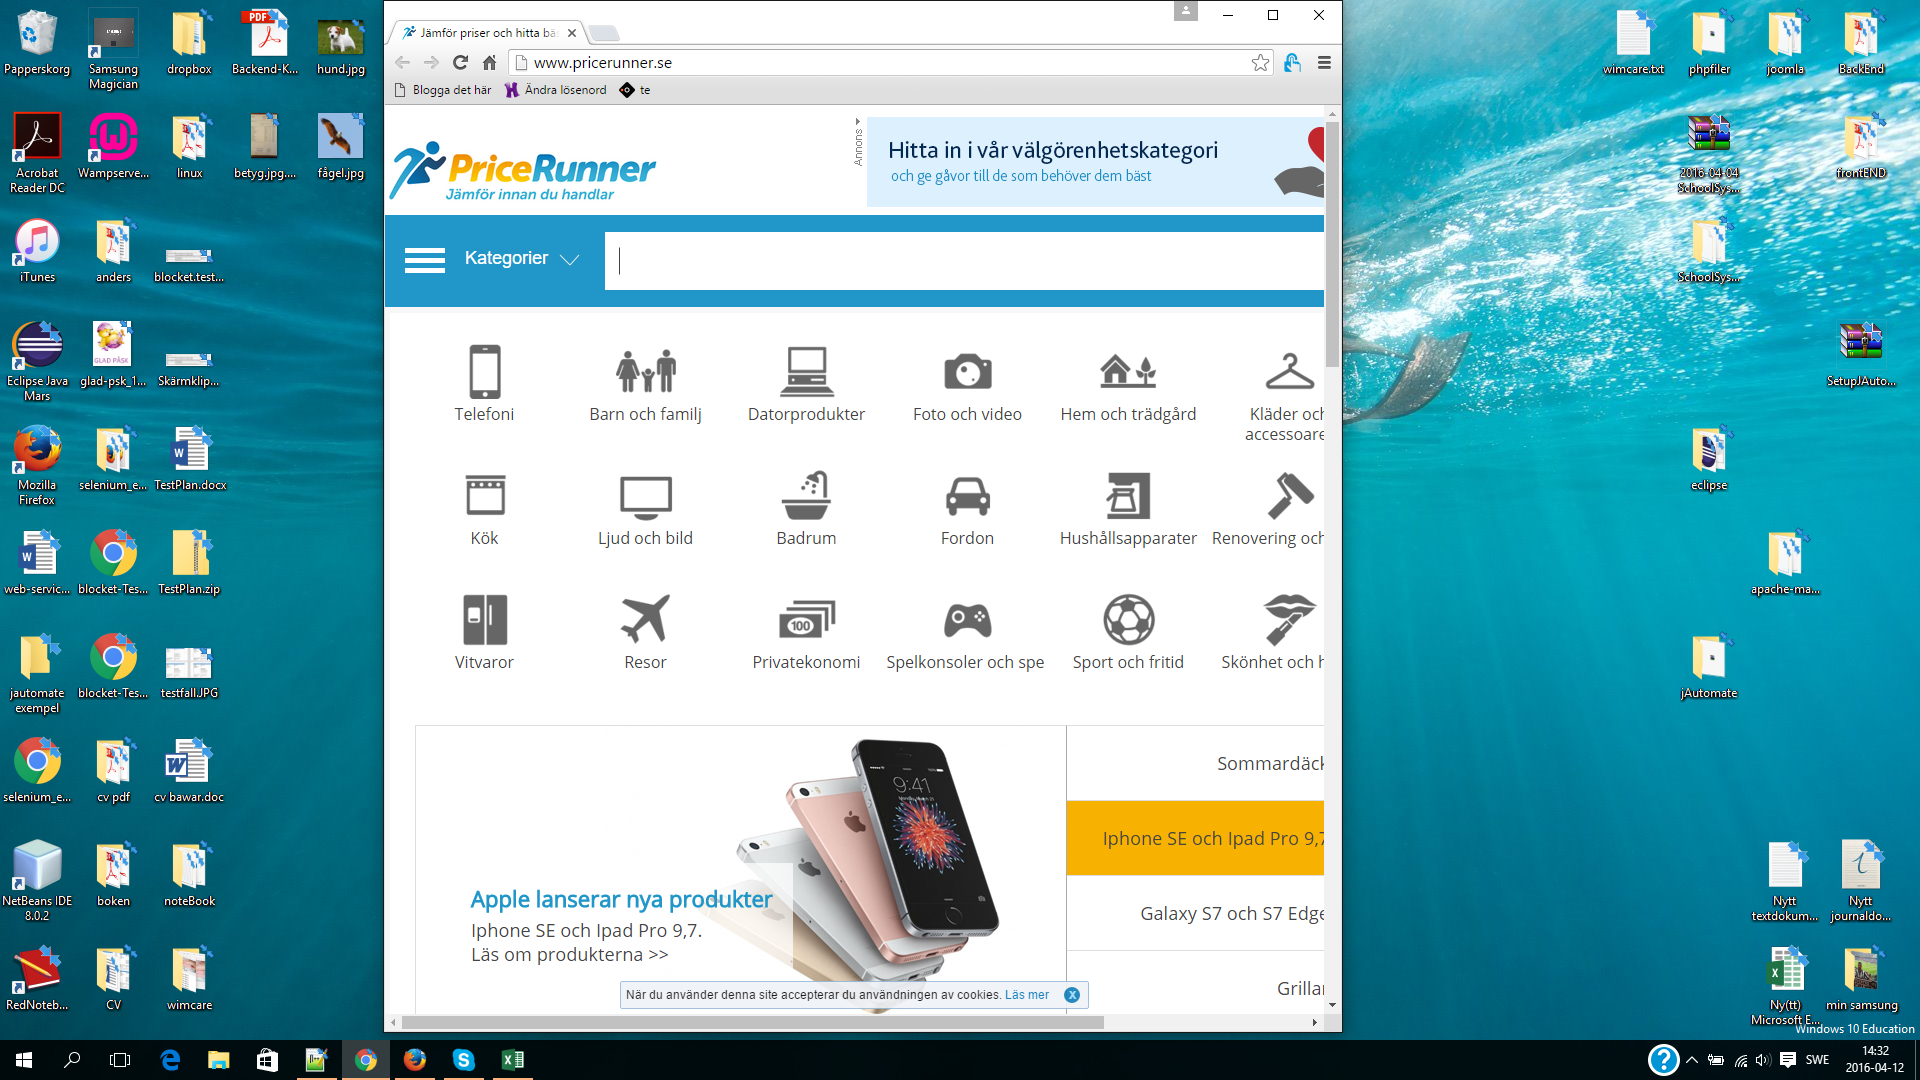 Papperskorg
Samsung
Magician
dropbox
Backend-K...
hund.jpg
Acrobat
Reader DC
Wampserve...
linux
betyg.jpg....
fågel.jpg
iTunes
anders
blocket.test...
Eclipse Java
Mars
glad-psk_1...
Skärmklip...
GLAD PÅSK
Mozilla
Firefox
selenium_e...
TestPlan.docx
web-servic...
blocket-Tes...
TestPlan.zip
jautomate
exempel
blocket-Tes...
testfall.JPG
selenium_e...
cv pdf
cv bawar.doc
NetBeans IDE
8.0.2
boken
noteBook
RedNoteb...
CV
wimcare
Jämför priser och hitta bä
www.pricerunner.se
Blogga det här
Ändra lösenord
te
PriceRunner
Jämför innan du handlar
Annons
Hitta in i vår välgörenhetskategori
och ge gåvor till de som behöver dem bäst
Kategorier
Telefoni
Barn och familj
Datorprodukter
Foto och video
Hem och trädgård
Kläder och
accessoare
Kök
Ljud och bild
Badrum
Fordon
Hushållsapparater
Renovering och
Vitvaror
Resor
100
Privatekonomi
Spelkonsoler och spe
Sport och fritid
Skönhet och h
9:41
Apple lanserar nya produkter
Iphone SE och Ipad Pro 9,7.
Läs om produkterna >>
Sommardäck
Iphone SE och Ipad Pro 9,7
Galaxy S7 och S7 Edge
Grillar
När du använder denna site accepterar du användningen av cookies. Läs mer
wimcare.txt
phpfiler
joomla
BackEnd
2016-04-04
SchoolSys...
frontEND
SchoolSys...
SetupJAuto...
eclipse
apache-ma...
jAutomate
Nytt
textdokum...
Nytt
journaldo...
Ny(tt)
Microsoft E...
min samsung
Windows 10 Education
SWE
14:32
2016-04-12